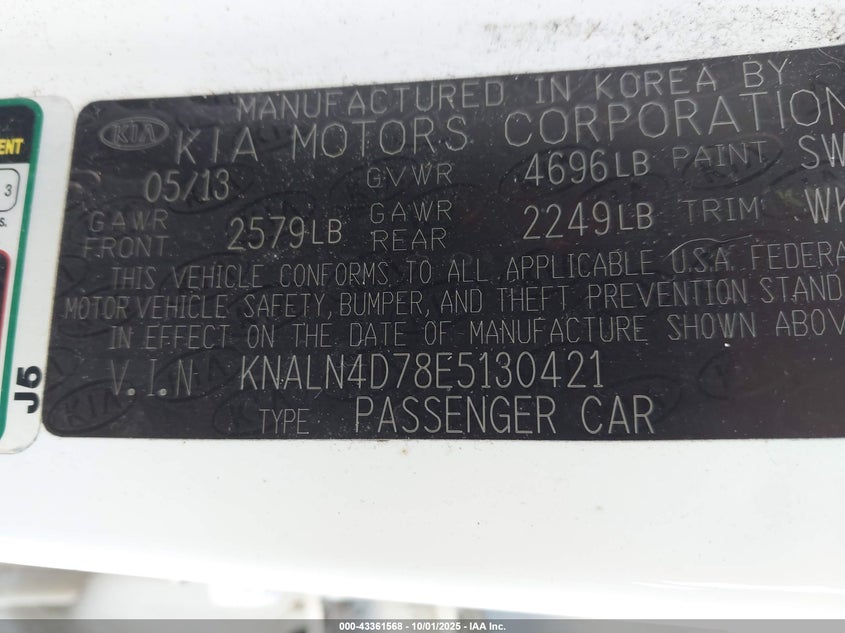 MANUFACTURED IN KOREA BY
KIA KIA MOTORS CORPORATION
05/13 GVWR 4696LB PAINT SW
GAWR FRONT 2579LB GAWR REAR 2249LB TRIM WK
THIS VEHICLE CONFORMS TO ALL APPLICABLE U.S.A. FEDERA
MOTOR VEHICLE SAFETY, BUMPER, AND THEFT PREVENTION STAND
IN EFFECT ON THE DATE OF MANUFACTURE SHOWN ABOV
V.I.N KNALN4D78E5130421
TYPE PASSENGER CAR
ENT
3
s.
J5
000-43361568 - 10/01/2025 - IAA Inc.